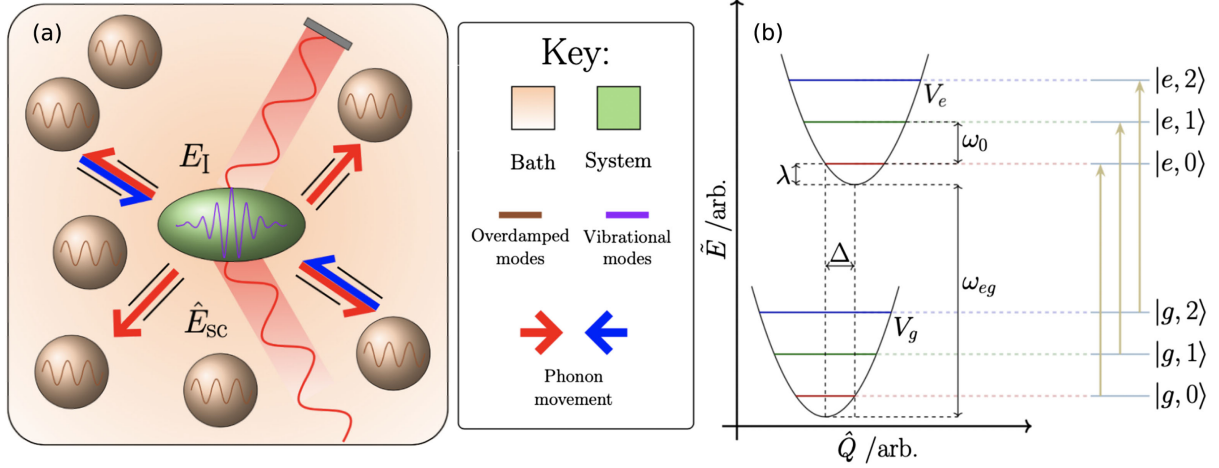 (a)
E_I
Ê_sc
Key:
Bath
System
Overdamped
modes
Vibrational
modes
Phonon
movement
(b)
Ẽ /arb.
Q̂ /arb.
V_e
ω_0
λ
Δ
ω_eg
V_g
|e, 2⟩
|e, 1⟩
|e, 0⟩
|g, 2⟩
|g, 1⟩
|g, 0⟩